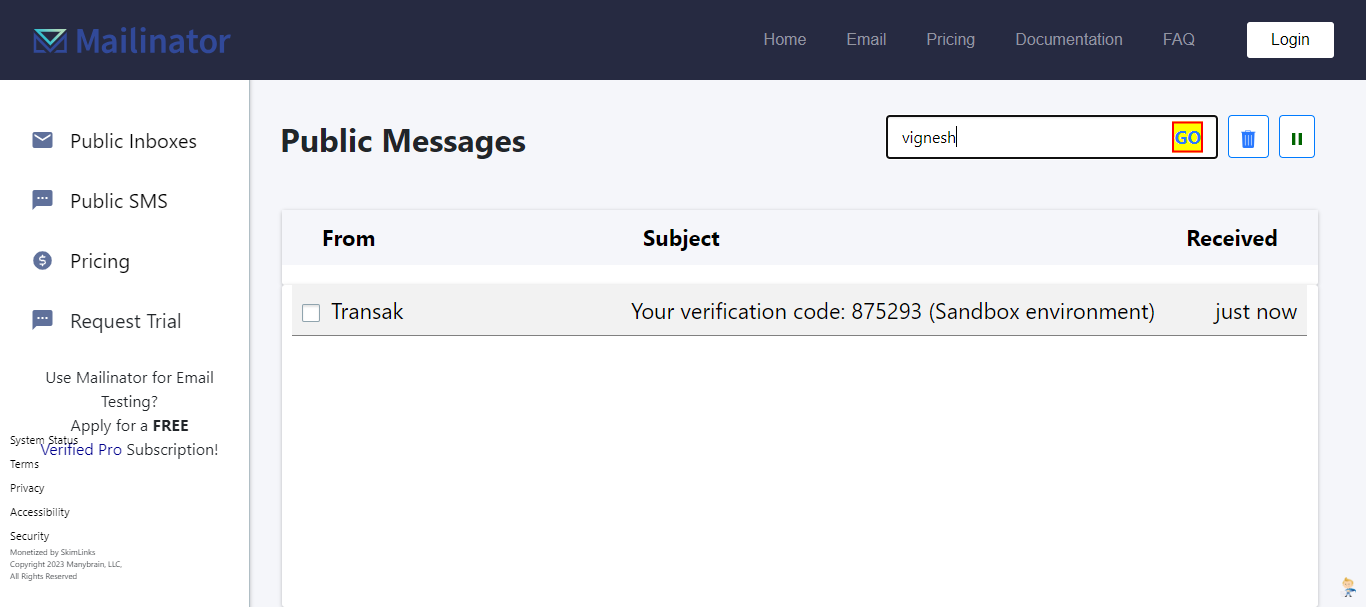 Mailinator
Home Email Pricing Documentation FAQ Login
Public Inboxes
Public SMS
Pricing
Request Trial
Use Mailinator for Email
Testing?
Apply for a FREE
Verified Pro Subscription!
System Status
Terms
Privacy
Accessibility
Security
Monetized by SkimLinks
Copyright 2023 Manybrain, LLC,
All Rights Reserved
Public Messages
vignesh GO
From Subject Received
Transak Your verification code: 875293 (Sandbox environment) just now